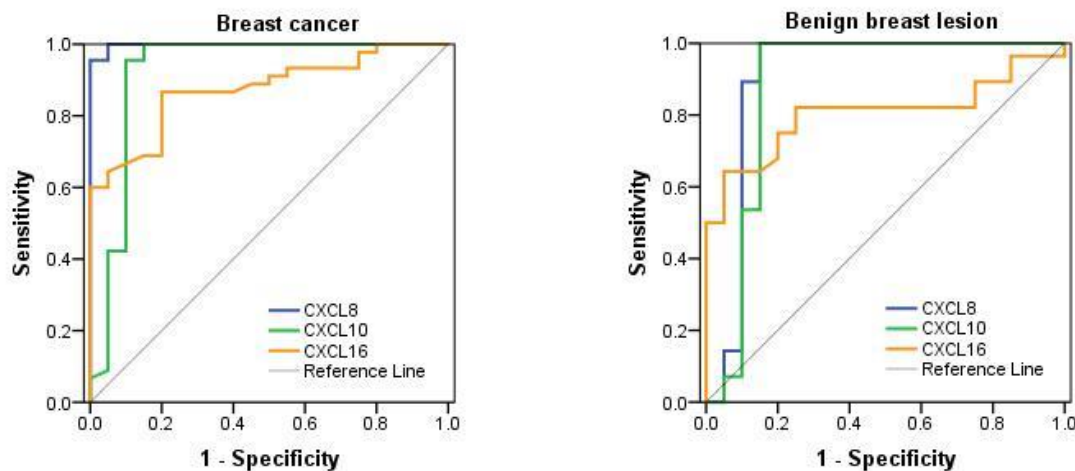 Breast cancer
1.0
0.8
0.6
0.4
0.2
0.0
Sensitivity
CXCL8
CXCL10
CXCL16
Reference Line
0.0 0.2 0.4 0.6 0.8 1.0
1 - Specificity
Benign breast lesion
1.0
0.8
0.6
0.4
0.2
0.0
Sensitivity
CXCL8
CXCL10
CXCL16
Reference Line
0.0 0.2 0.4 0.6 0.8 1.0
1 - Specificity